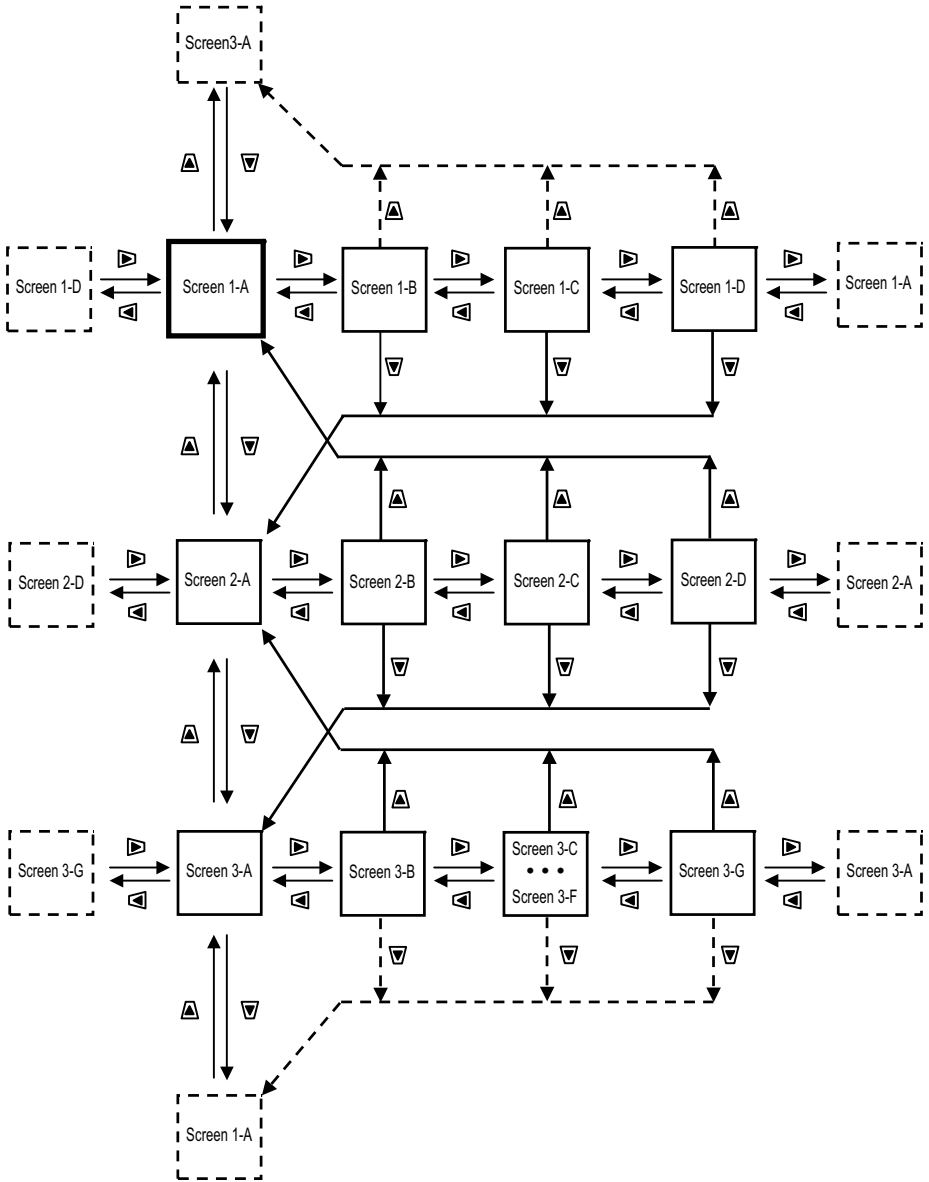 Screen3-A
Screen 1-D
Screen 1-A
Screen 1-B
Screen 1-C
Screen 1-D
Screen 1-A
Screen 2-D
Screen 2-A
Screen 2-B
Screen 2-C
Screen 2-D
Screen 2-A
Screen 3-G
Screen 3-A
Screen 3-B
Screen 3-C
• • •
Screen 3-F
Screen 3-G
Screen 3-A
Screen 1-A